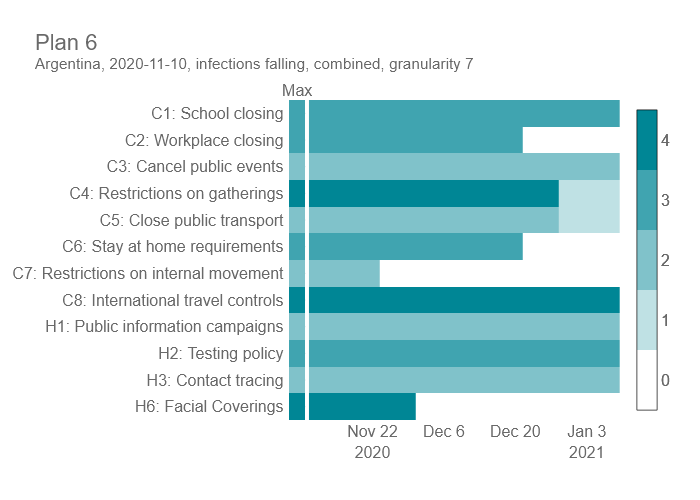 Plan 6
Argentina, 2020-11-10, infections falling, combined, granularity 7
Max
C1: School closing
C2: Workplace closing
C3: Cancel public events
C4: Restrictions on gatherings
C5: Close public transport
C6: Stay at home requirements
C7: Restrictions on internal movement
C8: International travel controls
H1: Public information campaigns
H2: Testing policy
H3: Contact tracing
H6: Facial Coverings
4
3
2
1
0
Nov 22 Dec 6 Dec 20 Jan 3
2020 2021